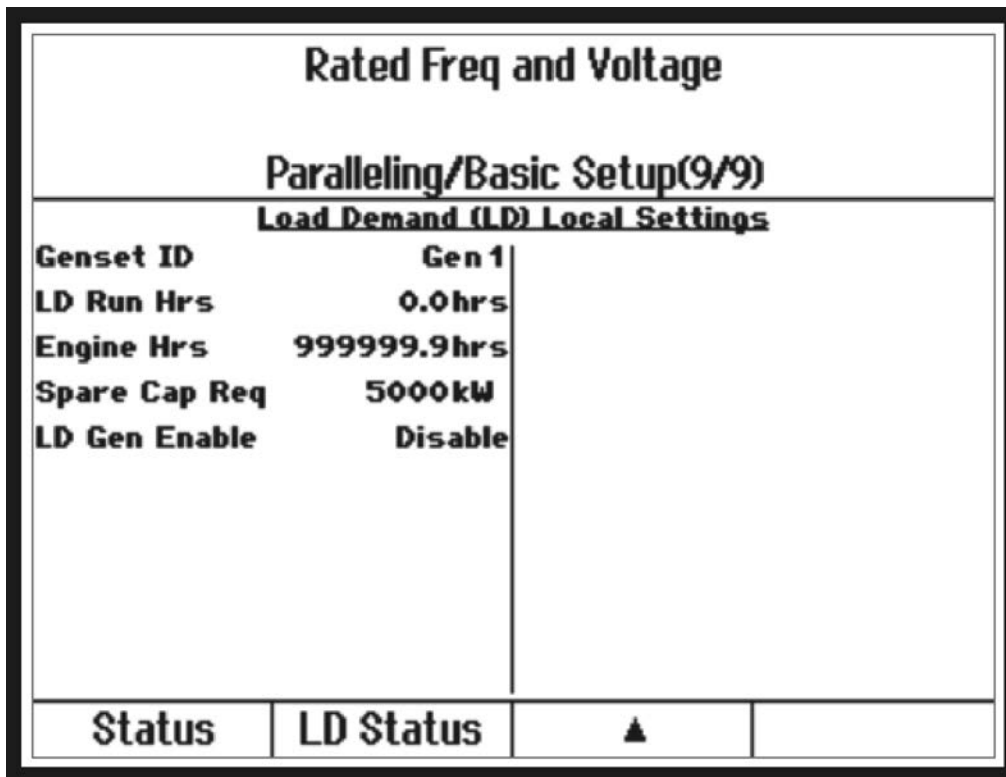 Rated Freq and Voltage
Paralleling/Basic Setup(9/9)
Load Demand (LD) Local Settings
Genset ID Gen 1
LD Run Hrs 0.0hrs
Engine Hrs 999999.9hrs
Spare Cap Req 5000kW
LD Gen Enable Disable
Status LD Status ▲